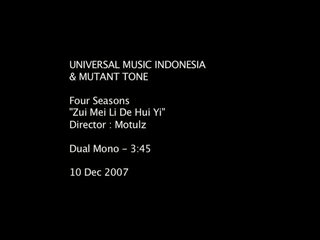 UNIVERSAL MUSIC INDONESIA
& MUTANT TONE
Four Seasons
"Zui Mei Li De Hui Yi"
Director : Motulz
Dual Mono - 3:45
10 Dec 2007